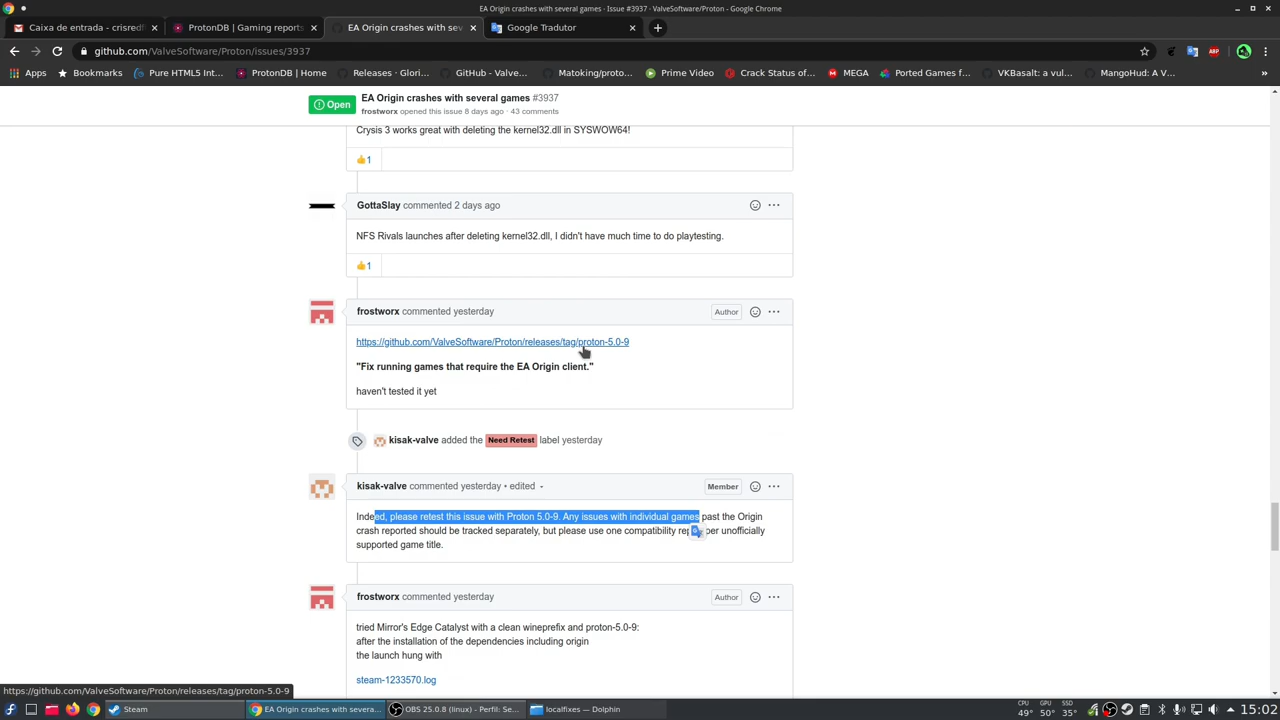 EA Origin crashes with several games · Issue #3937 · ValveSoftware/Proton - Google Chrome
Caixa de entrada - crisred
ProtonDB | Gaming reports
EA Origin crashes with sev
Google Tradutor
github.com/ValveSoftware/Proton/issues/3937
Apps
Bookmarks
Pure HTML5 Int...
ProtonDB | Home
Releases · Glori...
GitHub - Valve...
Matoking/proton...
Prime Video
Crack Status of...
MEGA
Ported Games f...
VKBasalt: a vul...
MangoHud: A V...
»
Open
EA Origin crashes with several games #3937
frostworx opened this issue 8 days ago · 43 comments
Crysis 3 works great with deleting the kernel32.dll in SYSWOW64!
👍1
GottaSlay commented 2 days ago
NFS Rivals launches after deleting kernel32.dll, I didn't have much time to do playtesting.
👍1
frostworx commented yesterday
Author
https://github.com/ValveSoftware/Proton/releases/tag/proton-5.0-9
"Fix running games that require the EA Origin client."
haven't tested it yet
kisak-valve added the Need Retest label yesterday
kisak-valve commented yesterday • edited
Member
Indeed, please retest this issue with Proton 5.0-9. Any issues with individual games past the Origin
crash reported should be tracked separately, but please use one compatibility per unofficially
supported game title.
frostworx commented yesterday
Author
tried Mirror's Edge Catalyst with a clean wineprefix and proton-5.0-9:
after the installation of the dependencies including origin
the launch hung with
steam-1233570.log
https://github.com/ValveSoftware/Proton/releases/tag/proton-5.0-9
Steam
EA Origin crashes with severa...
OBS 25.0.8 (linux) - Perfil: Se...
localfixes — Dolphin
CPU GPU SSD
49° 50° 35°
15:02